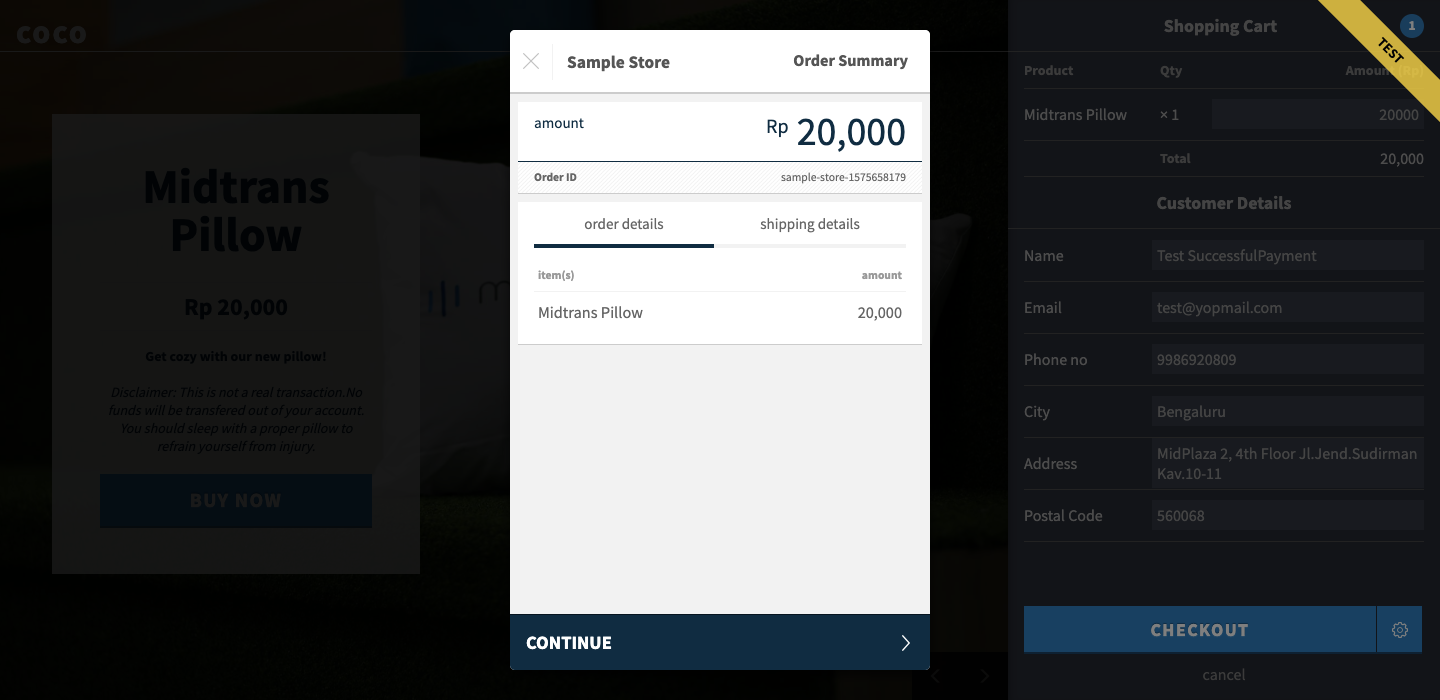 COCO
Midtrans
Pillow
Rp 20,000
Get cozy with our new pillow!
Disclaimer: This is not a real transaction.No
funds will be transfered out of your account.
You should sleep with a proper pillow to
refrain yourself from injury.
BUY NOW
Sample Store
Order Summary
amount
Rp 20,000
Order ID
sample-store-1575658179
order details
shipping details
item(s)
amount
Midtrans Pillow
20,000
CONTINUE
Shopping Cart
1
TEST
Product
Qty
Amount (Rp)
Midtrans Pillow
× 1
20000
Total
20,000
Customer Details
Name
Test SuccessfulPayment
Email
test@yopmail.com
Phone no
9986920809
City
Bengaluru
Address
MidPlaza 2, 4th Floor Jl.Jend.Sudirman
Kav.10-11
Postal Code
560068
CHECKOUT
cancel